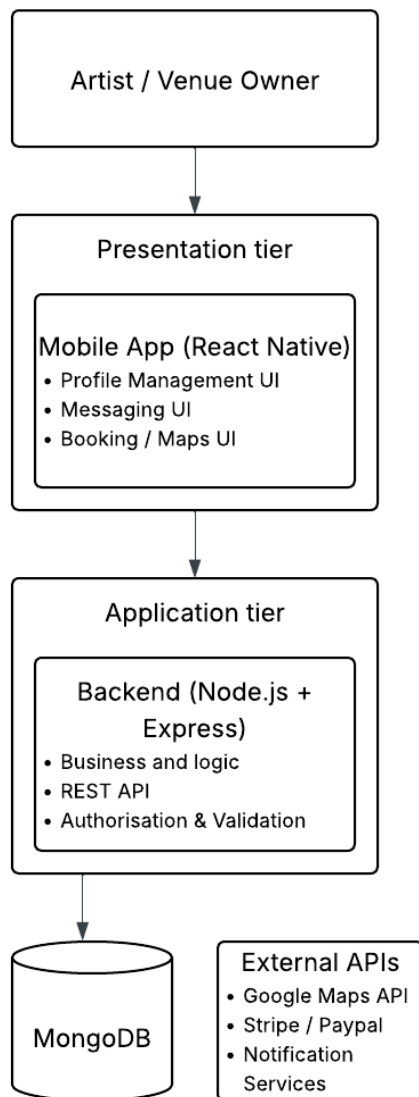 Artist / Venue Owner
Presentation tier
Mobile App (React Native)
• Profile Management UI
• Messaging UI
• Booking / Maps UI
Application tier
Backend (Node.js +
Express)
• Business and logic
• REST API
• Authorisation & Validation
MongoDB
External APIs
• Google Maps API
• Stripe / Paypal
• Notification
Services